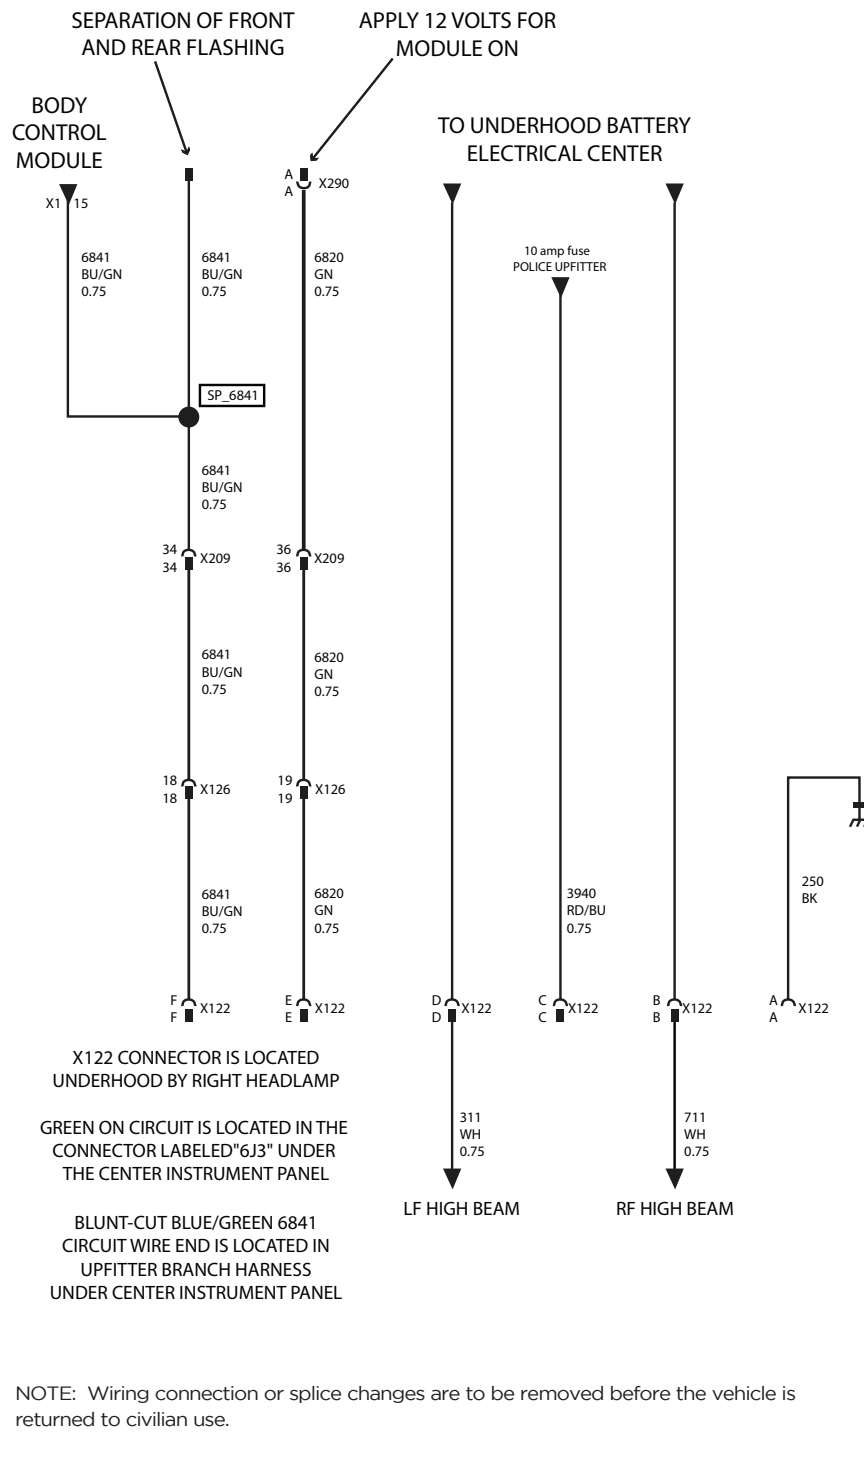 SEPARATION OF FRONT
AND REAR FLASHING
APPLY 12 VOLTS FOR
MODULE ON
BODY
CONTROL
MODULE
TO UNDERHOOD BATTERY
ELECTRICAL CENTER
X1 15
A
A
X290
10 amp fuse
POLICE UPFITTER
6841
BU/GN
0.75
6841
BU/GN
0.75
6820
GN
0.75
SP_6841
6841
BU/GN
0.75
34
34
X209
36
36
X209
6841
BU/GN
0.75
6820
GN
0.75
18
18
X126
19
19
X126
6841
BU/GN
0.75
6820
GN
0.75
3940
RD/BU
0.75
250
BK
F
F
X122
E
E
X122
D
D
X122
C
C
X122
B
B
X122
A
A
X122
X122 CONNECTOR IS LOCATED
UNDERHOOD BY RIGHT HEADLAMP
GREEN ON CIRCUIT IS LOCATED IN THE
CONNECTOR LABELED"6J3" UNDER
THE CENTER INSTRUMENT PANEL
BLUNT-CUT BLUE/GREEN 6841
CIRCUIT WIRE END IS LOCATED IN
UPFITTER BRANCH HARNESS
UNDER CENTER INSTRUMENT PANEL
311
WH
0.75
711
WH
0.75
LF HIGH BEAM
RF HIGH BEAM
NOTE: Wiring connection or splice changes are to be removed before the vehicle is
returned to civilian use.